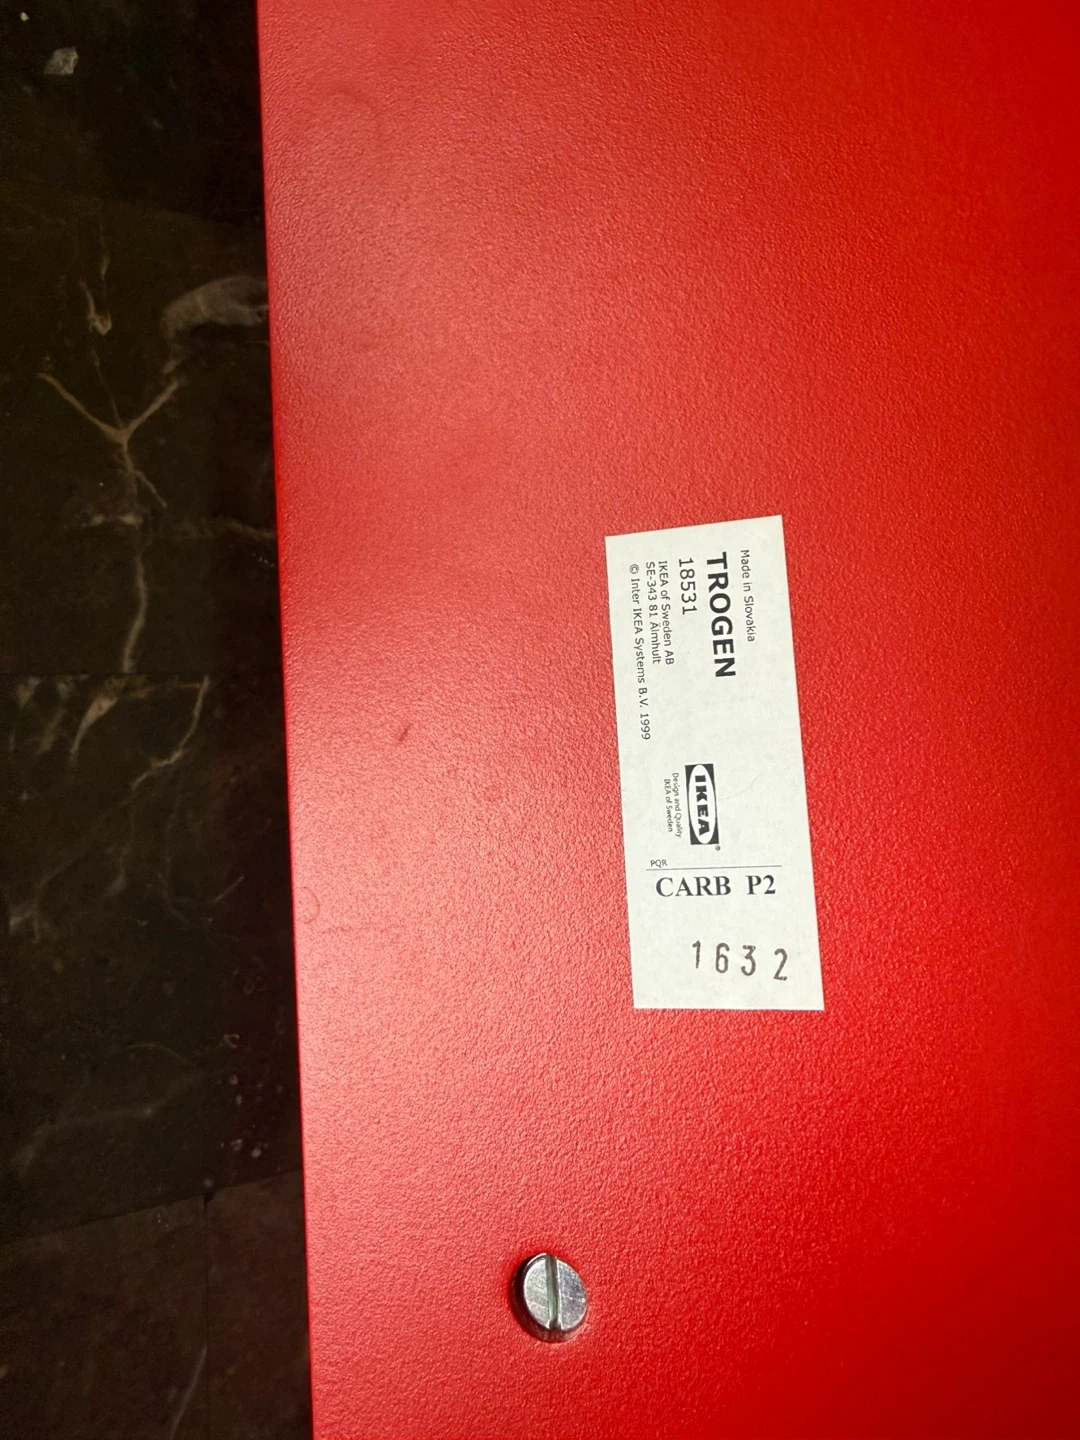 Made in Slovakia
TROGEN
18531
IKEA of Sweden AB
SE-343 81 Älmhult
© Inter IKEA Systems B.V. 1999
IKEA®
Design and Quality
IKEA of Sweden
PQR
CARB P2
1632